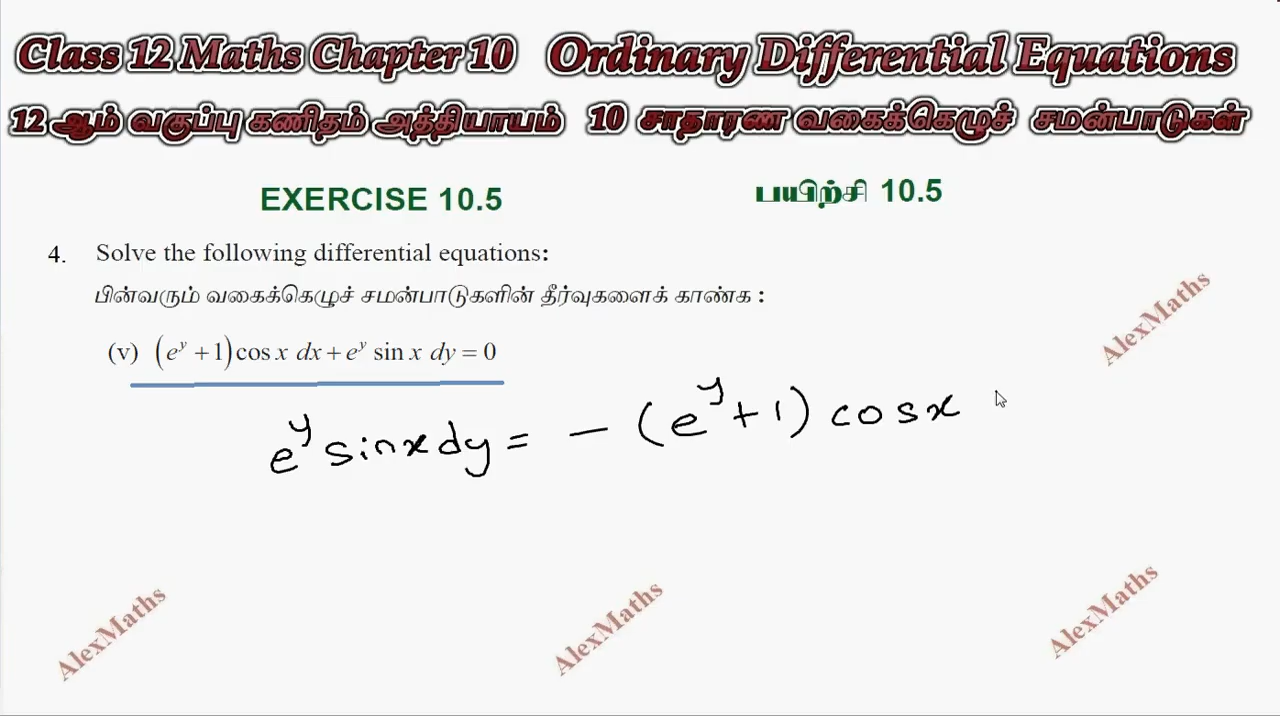 Class 12 Maths Chapter 10 Ordinary Differential Equations
12 ஆம் வகுப்பு கணிதம் அத்தியாயம் 10 சாதாரண வகைக்கெழுச் சமன்பாடுகள்
EXERCISE 10.5 பயிற்சி 10.5
4. Solve the following differential equations:
பின்வரும் வகைக்கெழுச் சமன்பாடுகளின் தீர்வுகளைக் காண்க :
(v) (e^y + 1) cos x dx + e^y sin x dy = 0
e^y sinx dy = - (e^y + 1) cosx
AlexMaths
AlexMaths
AlexMaths
AlexMaths